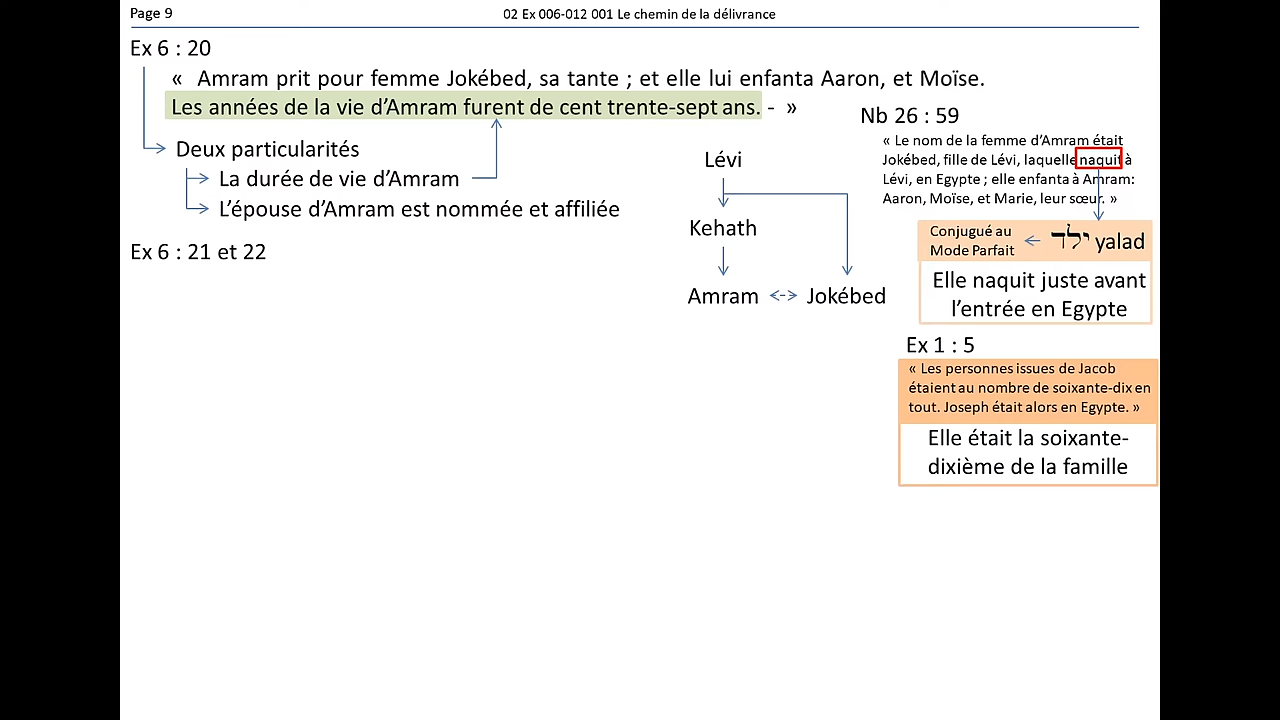 Page 9
02 Ex 006-012 001 Le chemin de la délivrance
Ex 6 : 20
« Amram prit pour femme Jokébed, sa tante ; et elle lui enfanta Aaron, et Moïse.
Les années de la vie d’Amram furent de cent trente-sept ans. - »
Deux particularités
La durée de vie d’Amram
L’épouse d’Amram est nommée et affiliée
Ex 6 : 21 et 22
Lévi
Kehath
Amram <-> Jokébed
Nb 26 : 59
« Le nom de la femme d’Amram était
Jokébed, fille de Lévi, laquelle naquit à
Lévi, en Egypte ; elle enfanta à Amram:
Aaron, Moïse, et Marie, leur sœur. »
Conjugué au
Mode Parfait
ילד yalad
Elle naquit juste avant
l’entrée en Egypte
Ex 1 : 5
« Les personnes issues de Jacob
étaient au nombre de soixante-dix en
tout. Joseph était alors en Egypte. »
Elle était la soixante-
dixième de la famille